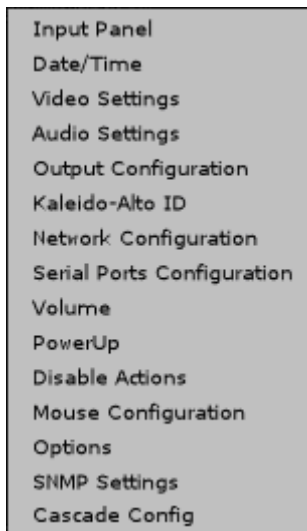 Input Panel
Date/Time
Video Settings
Audio Settings
Output Configuration
Kaleido-Alto ID
Network Configuration
Serial Ports Configuration
Volume
PowerUp
Disable Actions
Mouse Configuration
Options
SNMP Settings
Cascade Config